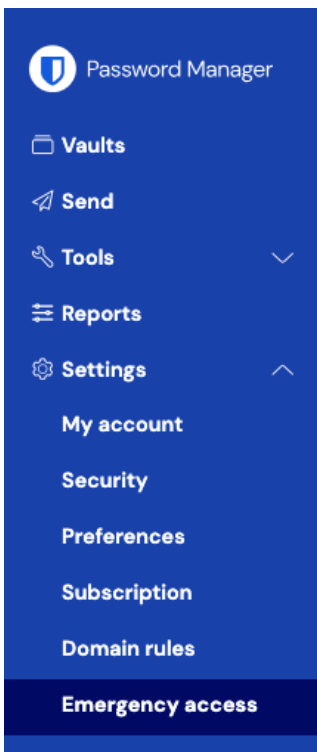 Password Manager
Vaults
Send
Tools
Reports
Settings
My account
Security
Preferences
Subscription
Domain rules
Emergency access